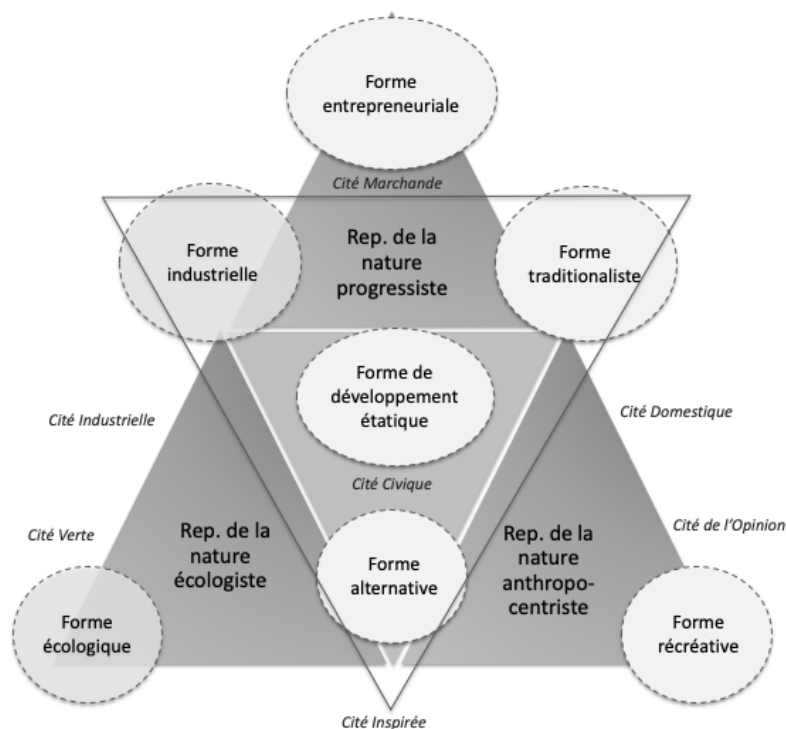 Forme
entrepreneuriale
Cité Marchande
Forme
industrielle
Rep. de la
nature
progressiste
Forme
traditionaliste
Forme de
développement
étatique
Cité Industrielle
Cité Domestique
Cité Civique
Cité Verte
Rep. de la
nature
écologiste
Forme
alternative
Rep. de la
nature
anthropo-
centriste
Cité de l'Opinion
Forme
écologique
Forme
récréative
Cité Inspirée